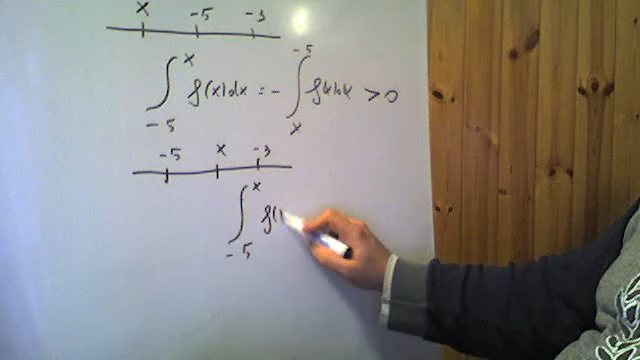 x -5 -3
∫_{-5}^{x} f(x)dx = - ∫_{x}^{-5} f(x)dx > 0
-5 x -3
∫_{-5}^{x} f(